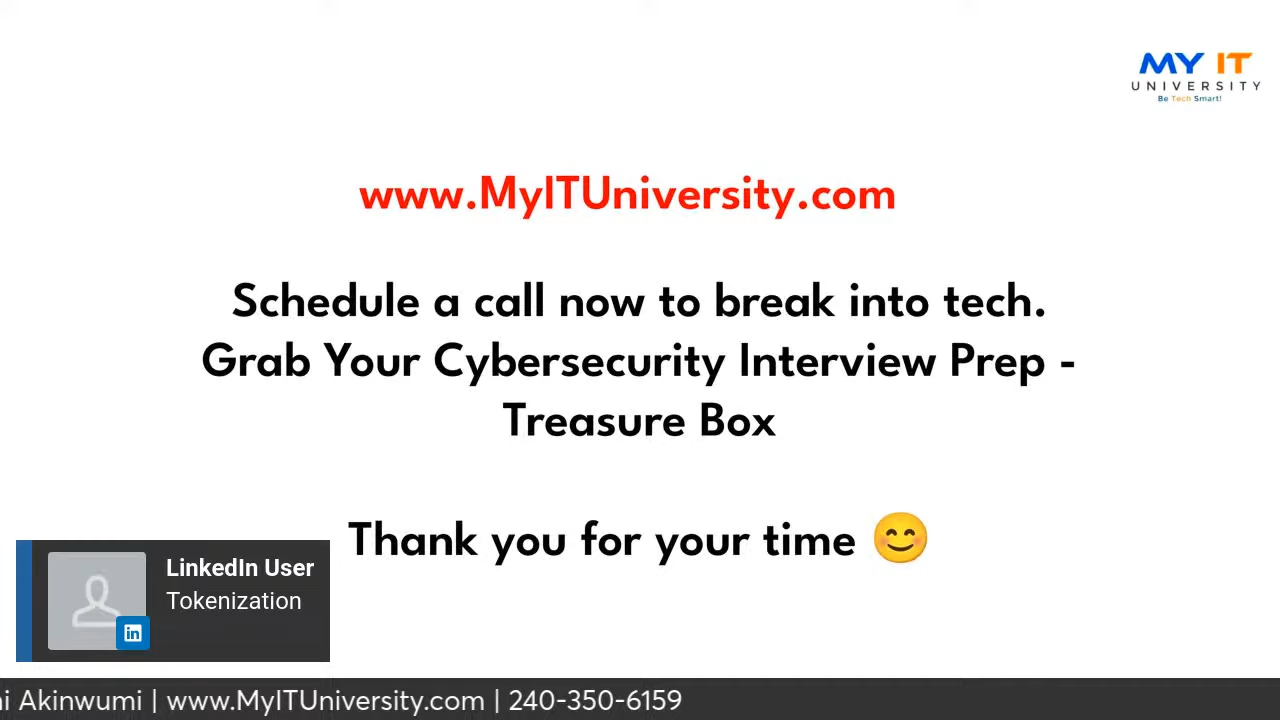 MY IT
UNIVERSITY
Be Tech Smart!
www.MyITUniversity.com
Schedule a call now to break into tech.
Grab Your Cybersecurity Interview Prep -
Treasure Box
Thank you for your time 😊
LinkedIn User
Tokenization
in
Akinwumi | www.MyITUniversity.com | 240-350-6159